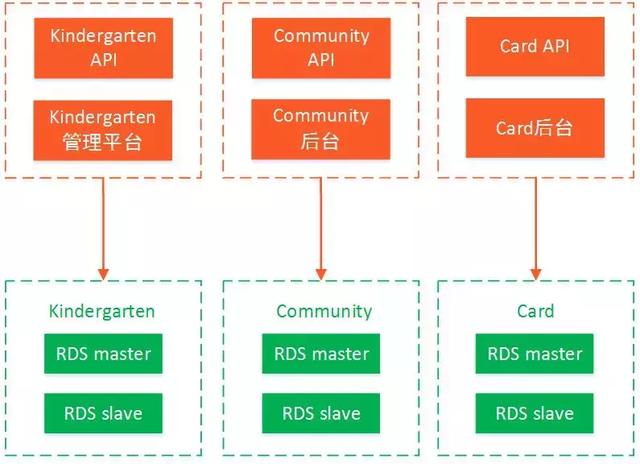 Kindergarten
API
Kindergarten
管理平台
Community
API
Community
后台
Card API
Card后台
Kindergarten
RDS master
RDS slave
Community
RDS master
RDS slave
Card
RDS master
RDS slave